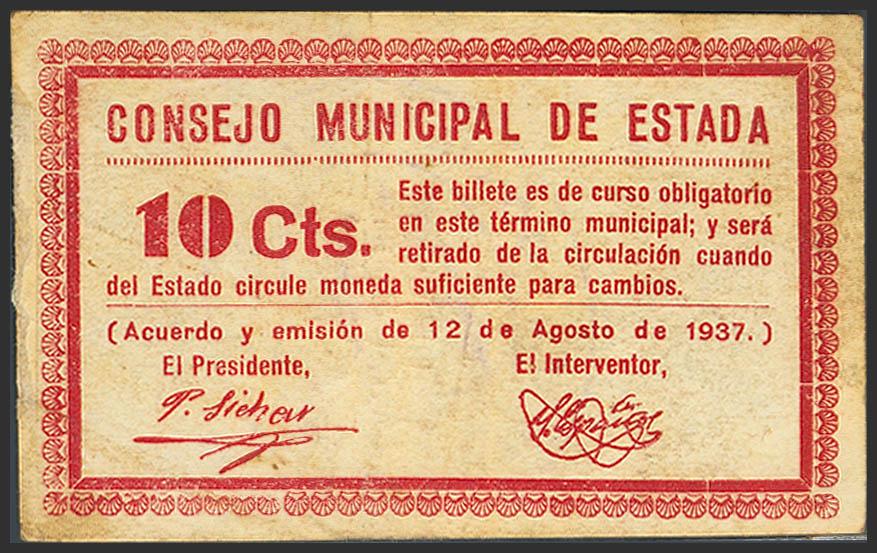 CONSEJO MUNICIPAL DE ESTADA
10 Cts.
Este billete es de curso obligatorio
en este término municipal; y será
retirado de la circulación cuando
del Estado circule moneda suficiente para cambios.
(Acuerdo y emisión de 12 de Agosto de 1937.)
El Presidente,
El Interventor,
P. Sichar